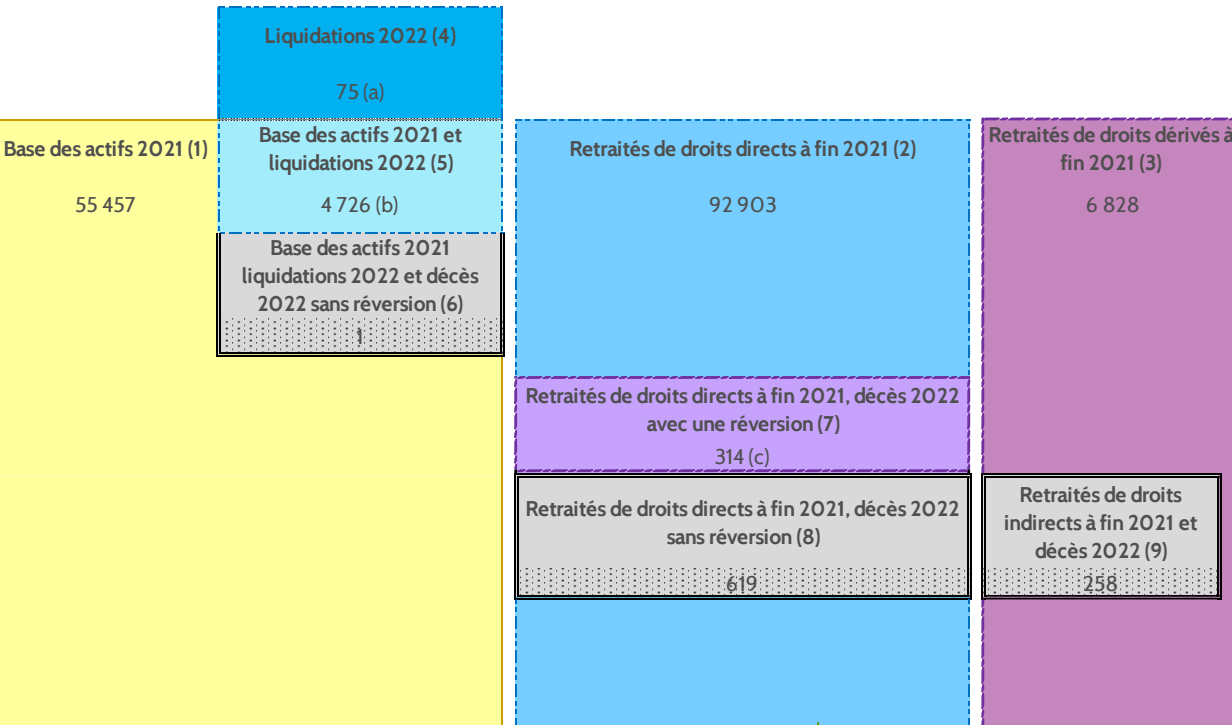 Liquidations 2022 (4)
75 (a)
Base des actifs 2021 (1)
55 457
Base des actifs 2021 et
liquidations 2022 (5)
4 726 (b)
Base des actifs 2021
liquidations 2022 et décès
2022 sans réversion (6)
1
Retraités de droits directs à fin 2021 (2)
92 903
Retraités de droits directs à fin 2021, décès 2022
avec une réversion (7)
314 (c)
Retraités de droits directs à fin 2021, décès 2022
sans réversion (8)
619
Retraités de droits dérivés à
fin 2021 (3)
6 828
Retraités de droits
indirects à fin 2021 et
décès 2022 (9)
258